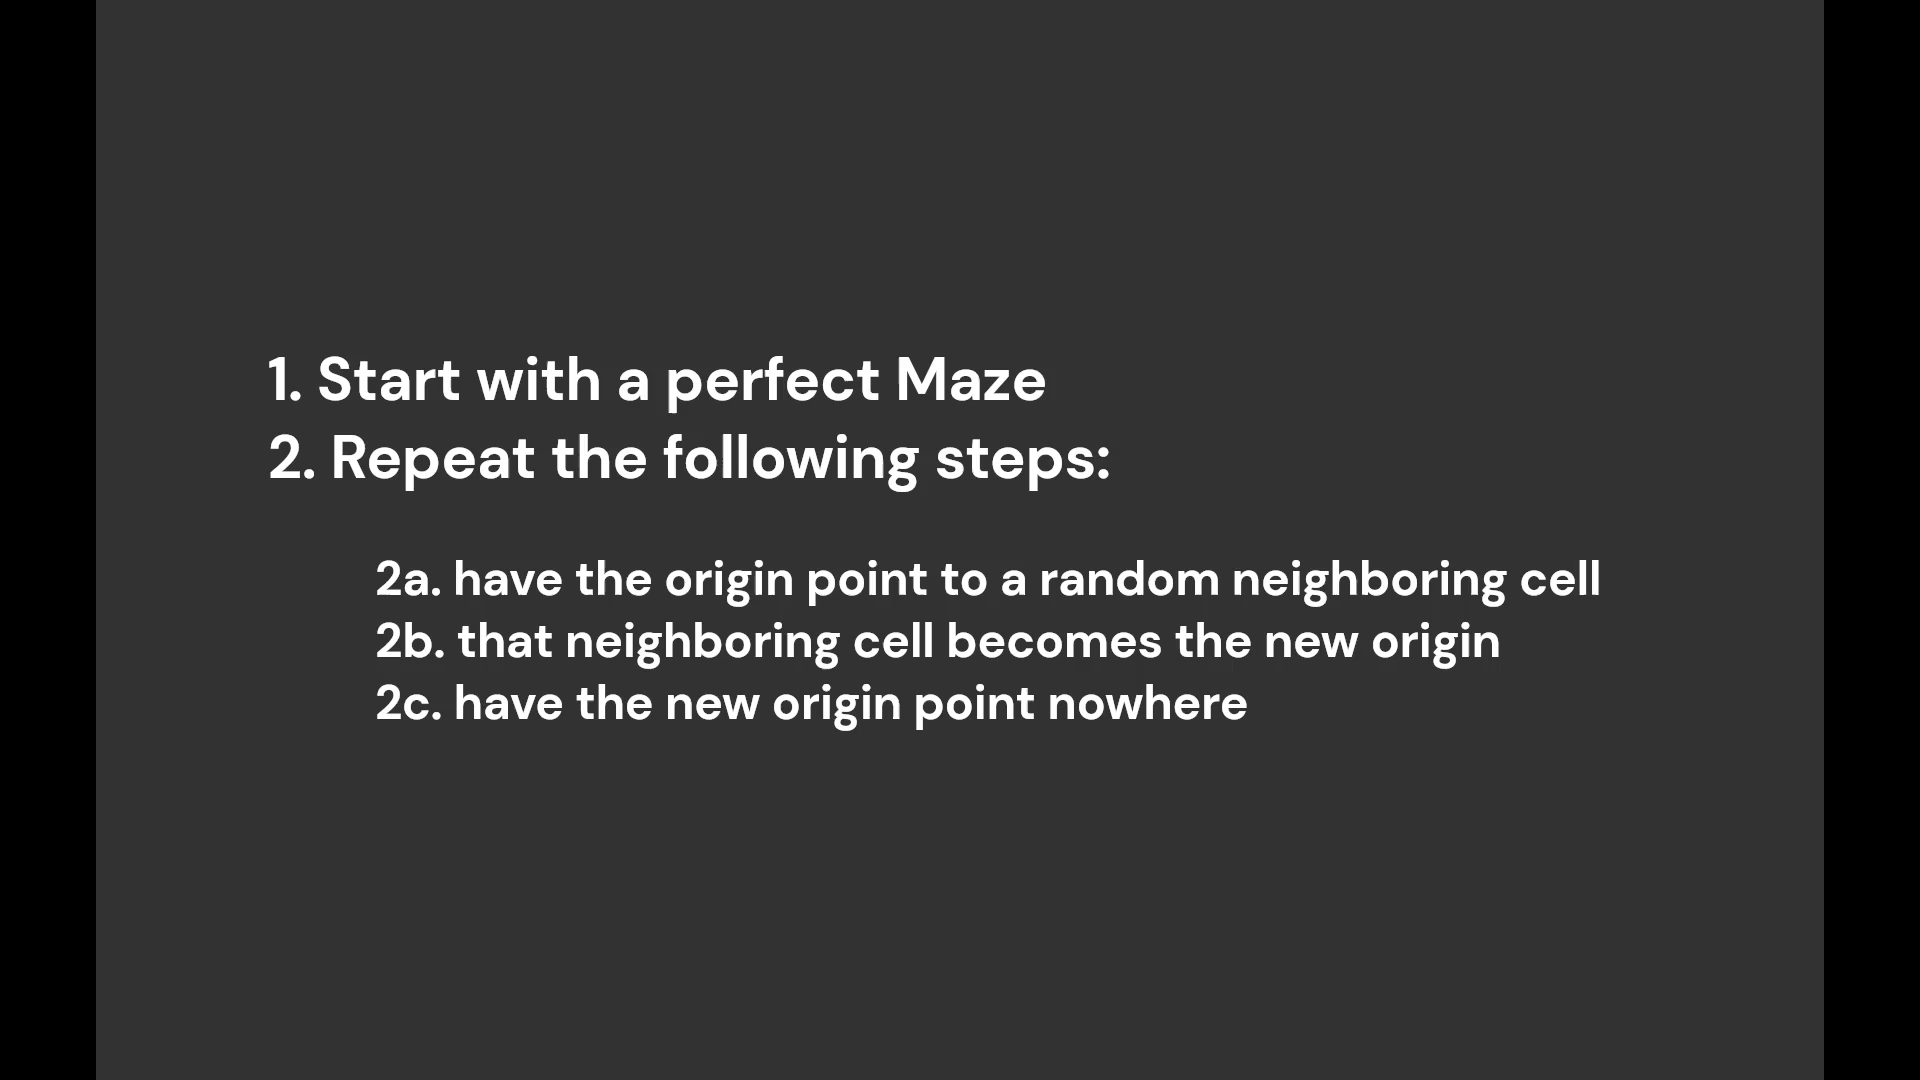 1. Start with a perfect Maze
2. Repeat the following steps:
2a. have the origin point to a random neighboring cell
2b. that neighboring cell becomes the new origin
2c. have the new origin point nowhere